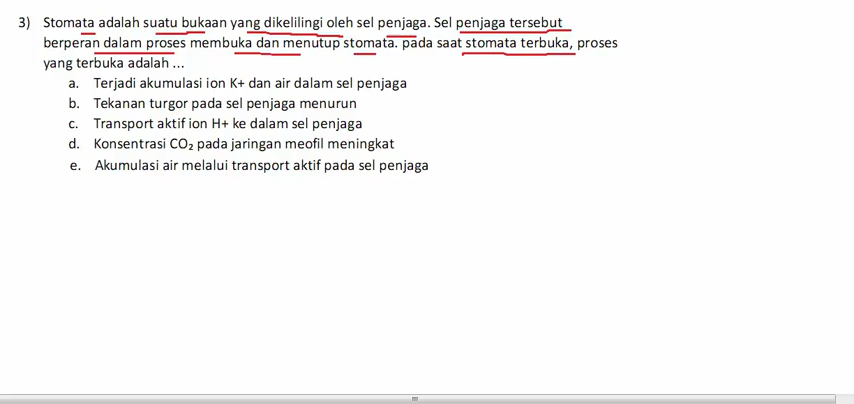 3) Stomata adalah suatu bukaan yang dikelilingi oleh sel penjaga. Sel penjaga tersebut
berperan dalam proses membuka dan menutup stomata. pada saat stomata terbuka, proses
yang terbuka adalah ...
a. Terjadi akumulasi ion K+ dan air dalam sel penjaga
b. Tekanan turgor pada sel penjaga menurun
c. Transport aktif ion H+ ke dalam sel penjaga
d. Konsentrasi CO₂ pada jaringan meofil meningkat
e. Akumulasi air melalui transport aktif pada sel penjaga